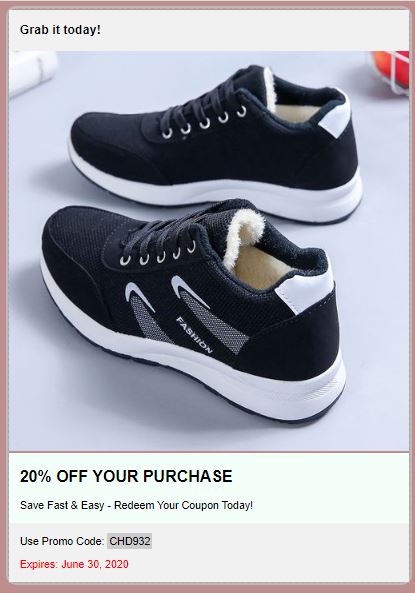 Grab it today!
FASHION
20% OFF YOUR PURCHASE
Save Fast & Easy - Redeem Your Coupon Today!
Use Promo Code: CHD932
Expires: June 30, 2020